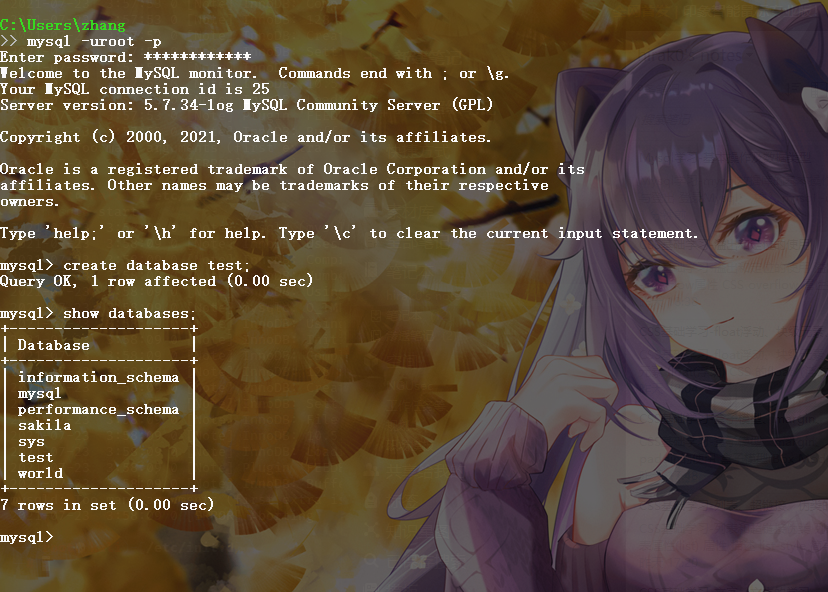 C:\Users\zhang
>> mysql -uroot -p
Enter password: ************
Welcome to the MySQL monitor.  Commands end with ; or \g.
Your MySQL connection id is 25
Server version: 5.7.34-log MySQL Community Server (GPL)
Copyright (c) 2000, 2021, Oracle and/or its affiliates.
Oracle is a registered trademark of Oracle Corporation and/or its
affiliates. Other names may be trademarks of their respective
owners.
Type 'help;' or '\h' for help. Type '\c' to clear the current input statement.
mysql> create database test;
Query OK, 1 row affected (0.00 sec)
mysql> show databases;
+--------------------+
| Database           |
+--------------------+
| information_schema |
| mysql              |
| performance_schema |
| sakila             |
| sys                |
| test               |
| world              |
+--------------------+
7 rows in set (0.00 sec)
mysql>